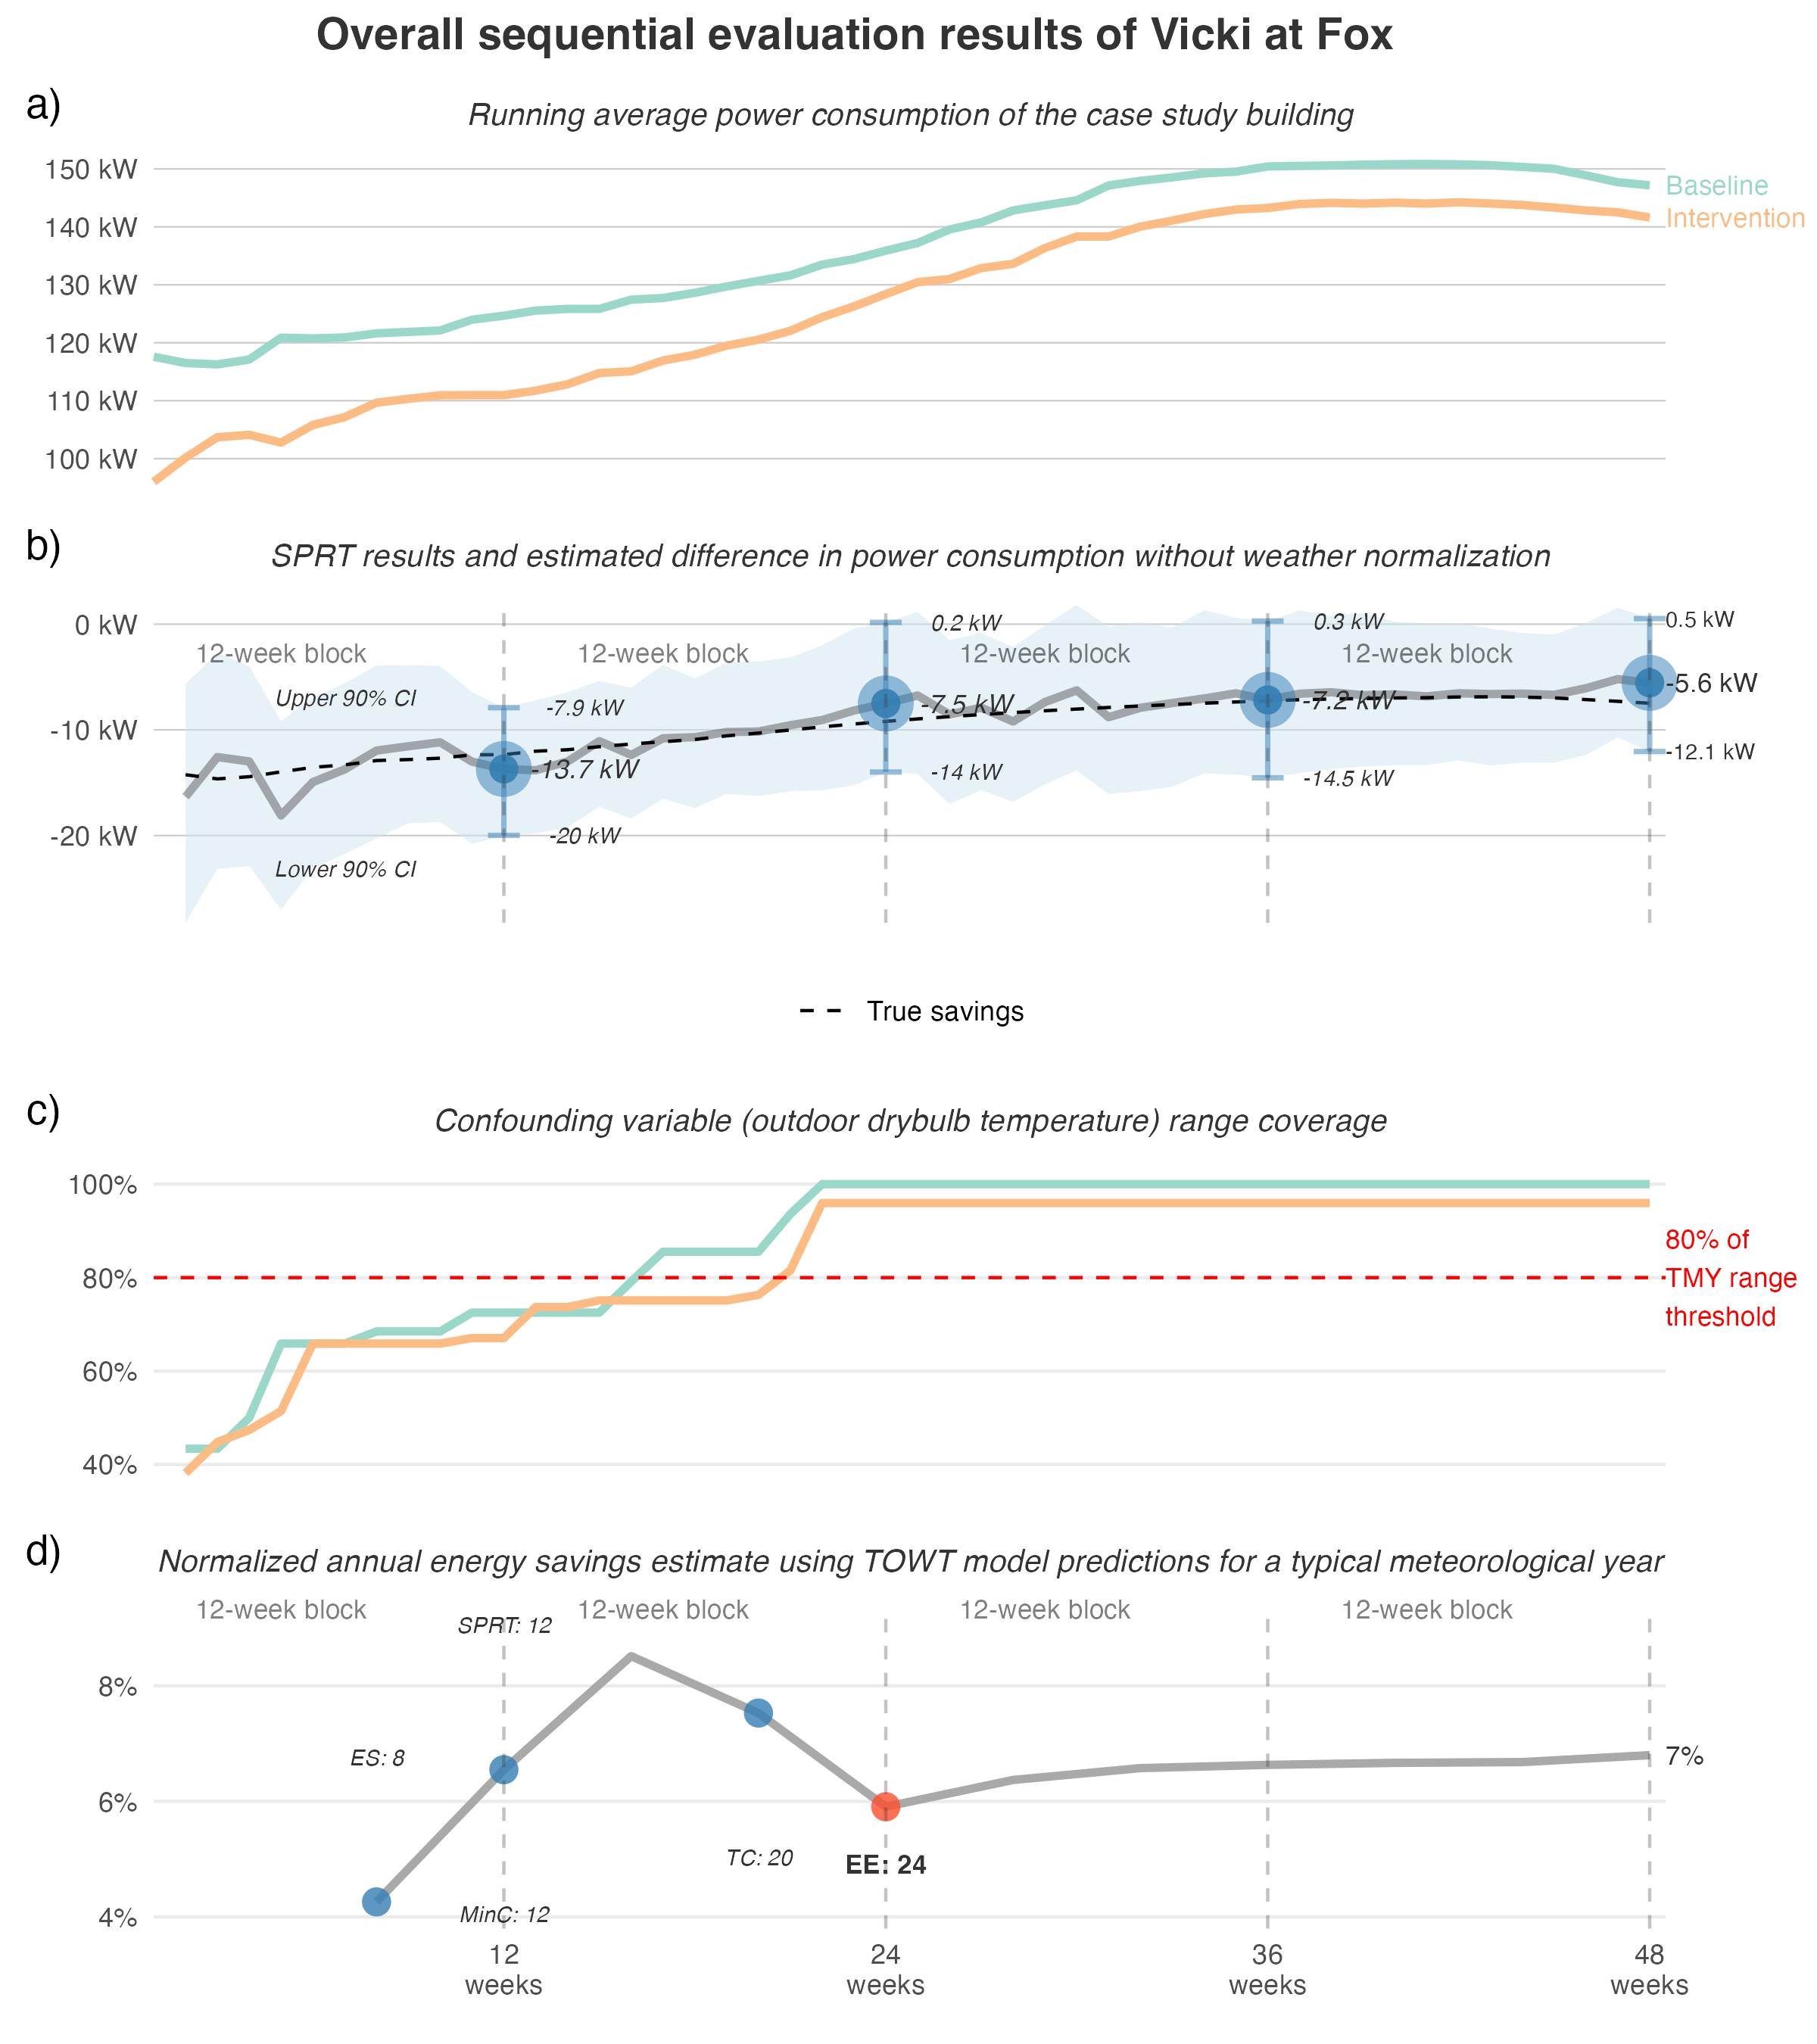 Overall sequential evaluation results of Vicki at Fox
a)
Running average power consumption of the case study building
150 kW
140 kW
130 kW
120 kW
110 kW
100 kW
Baseline
Intervention
b)
SPRT results and estimated difference in power consumption without weather normalization
0 kW
-10 kW
-20 kW
12-week block
12-week block
12-week block
12-week block
Upper 90% CI
Lower 90% CI
-7.9 kW
-13.7 kW
-20 kW
0.2 kW
-7.5 kW
-14 kW
0.3 kW
-7.2 kW
-14.5 kW
0.5 kW
-5.6 kW
-12.1 kW
True savings
c)
Confounding variable (outdoor drybulb temperature) range coverage
100%
80%
60%
40%
80% of
TMY range
threshold
d)
Normalized annual energy savings estimate using TOWT model predictions for a typical meteorological year
12-week block
12-week block
12-week block
12-week block
SPRT: 12
8%
6%
4%
ES: 8
MinC: 12
TC: 20
EE: 24
7%
12
weeks
24
weeks
36
weeks
48
weeks